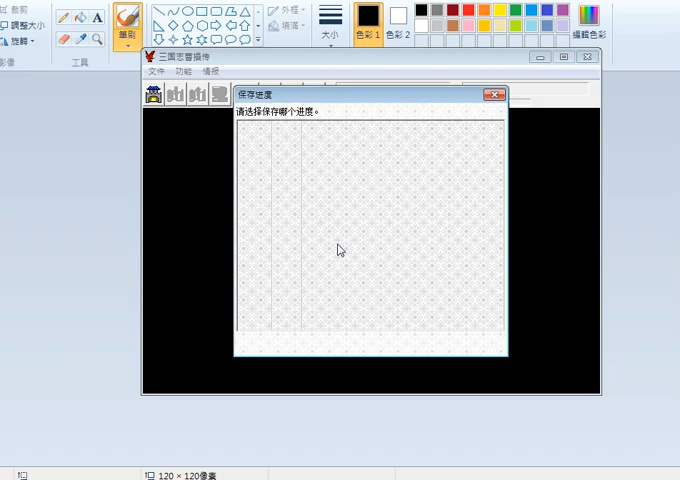 裁剪
調整大小
旋轉
影像
工具
A
筆刷
外框
填滿
大小
色彩 1
色彩 2
編輯色彩
三国志曹操传
文件 功能 情报
保存进度
请选择保存哪个进度。
120 × 120像素